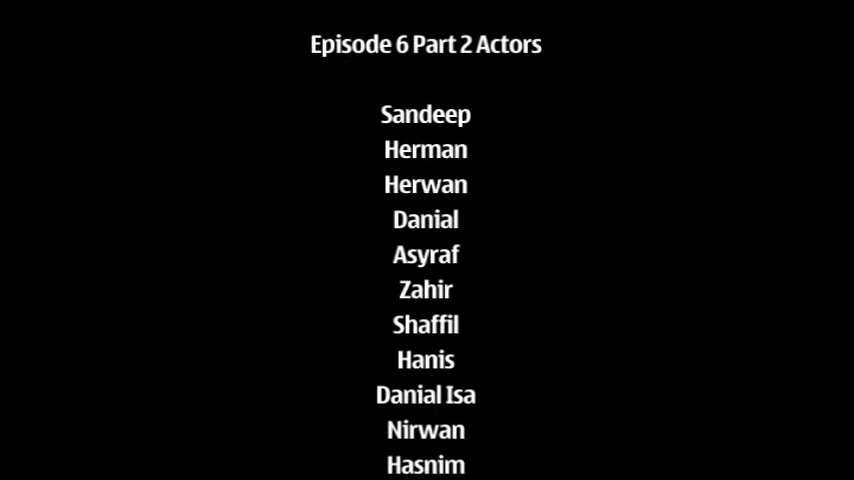 Episode 6 Part 2 Actors
Sandeep
Herman
Herwan
Danial
Asyraf
Zahir
Shaffil
Hanis
Danial Isa
Nirwan
Hasnim